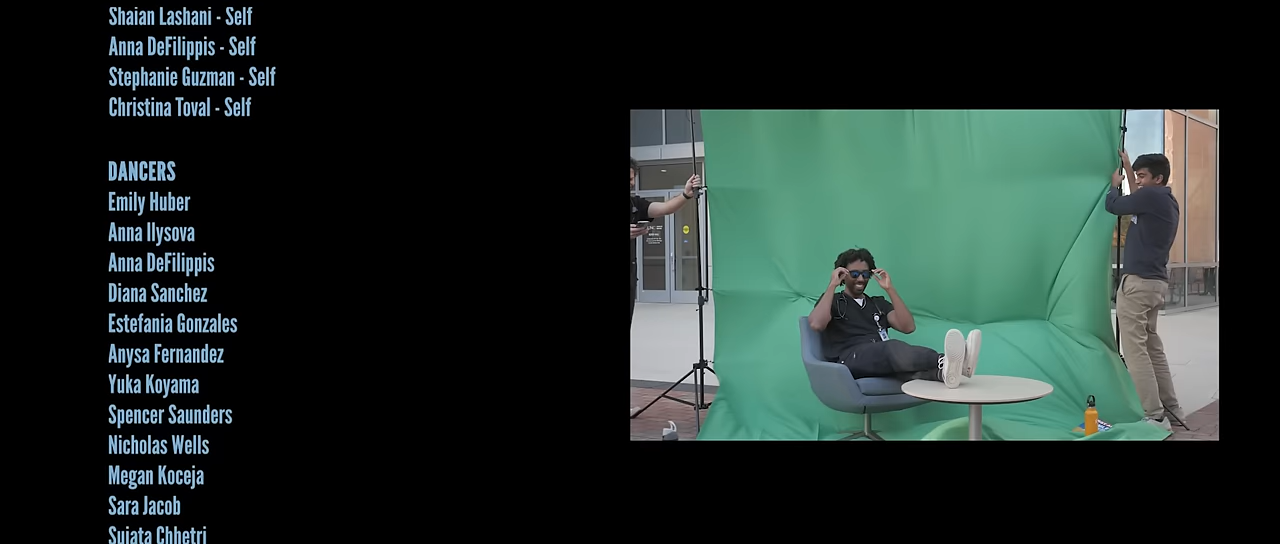 Shaian Lashani - Self
Anna DeFilippis - Self
Stephanie Guzman - Self
Christina Toval - Self
DANCERS
Emily Huber
Anna Ilysova
Anna DeFilippis
Diana Sanchez
Estefania Gonzales
Anysa Fernandez
Yuka Koyama
Spencer Saunders
Nicholas Wells
Megan Koceja
Sara Jacob
Sujata Chhetri